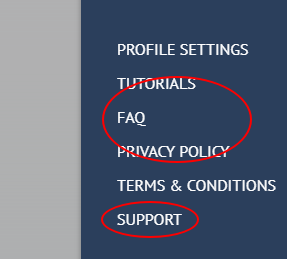 PROFILE SETTINGS
TUTORIALS
FAQ
PRIVACY POLICY
TERMS & CONDITIONS
SUPPORT